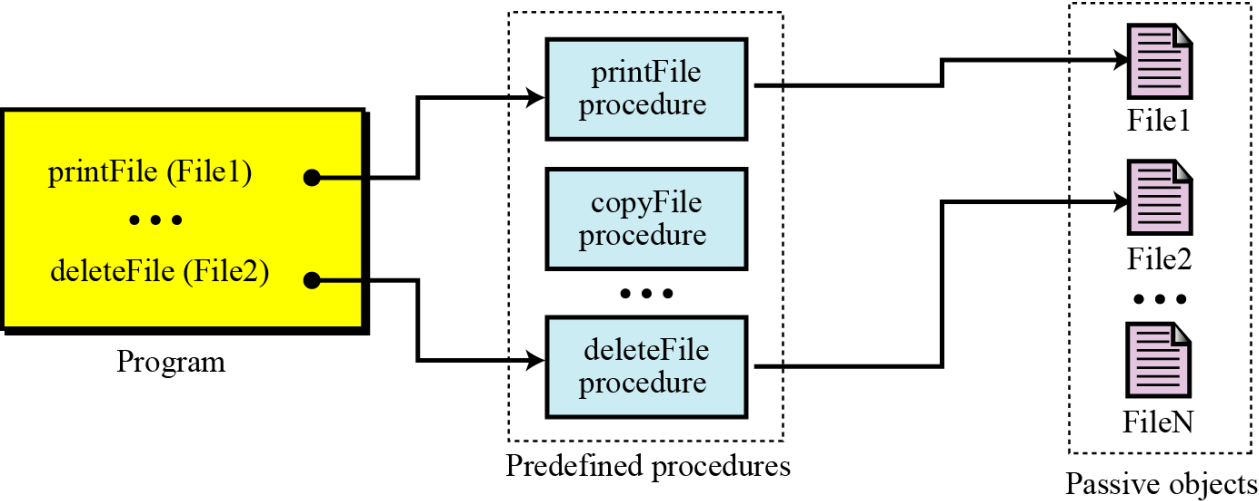 printFile (File1)
• • •
deleteFile (File2)
Program
printFile
procedure
copyFile
procedure
• • •
deleteFile
procedure
Predefined procedures
File1
File2
• • •
FileN
Passive objects